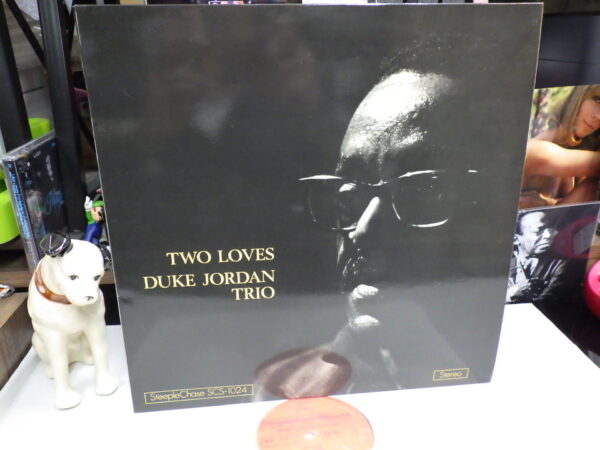 TWO LOVES
DUKE JORDAN
TRIO
SteepleChase SCS-1024
Stereo